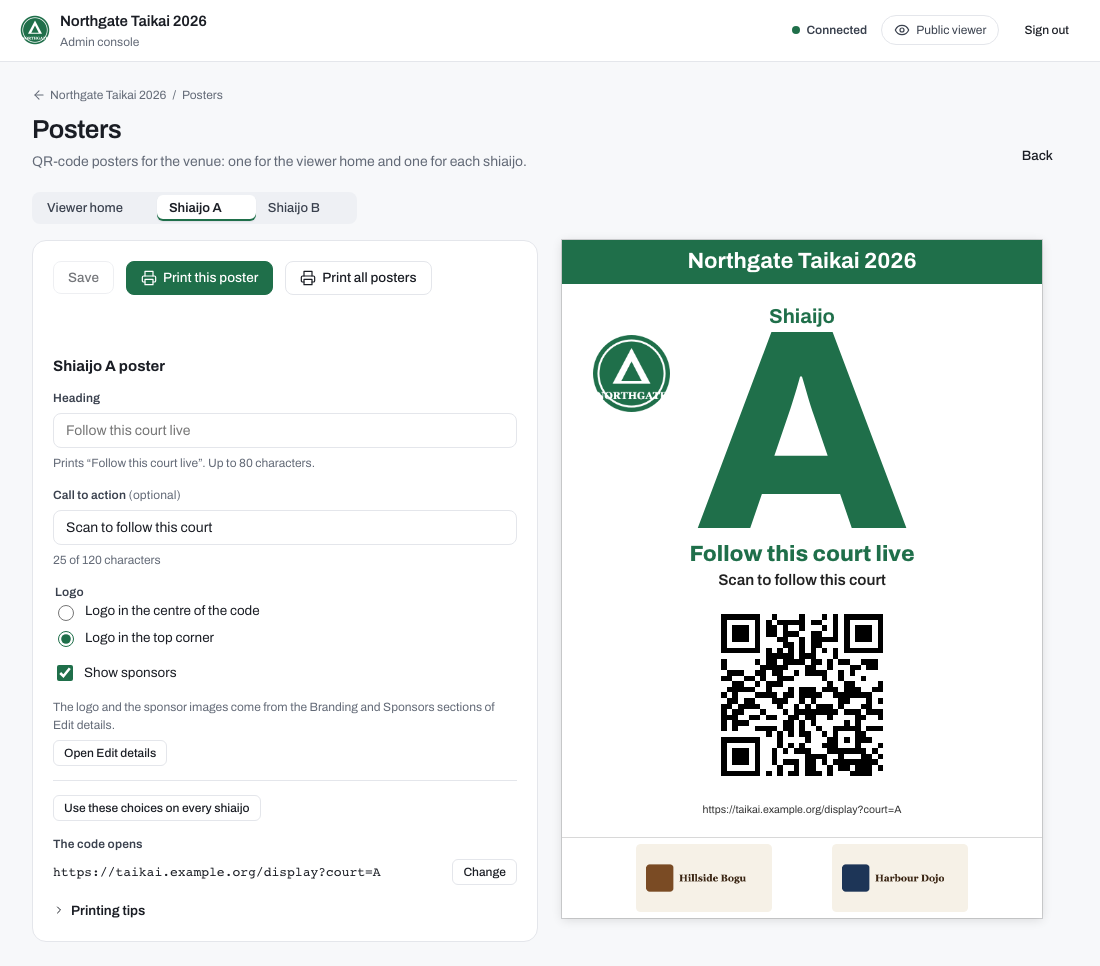 Northgate Taikai 2026
Admin console
Connected
Public viewer
Sign out
Northgate Taikai 2026 / Posters
Posters
QR-code posters for the venue: one for the viewer home and one for each shiaijo.
Back
Viewer home
Shiaijo A
Shiaijo B
Save
Print this poster
Print all posters
Shiaijo A poster
Heading
Follow this court live
Prints “Follow this court live”. Up to 80 characters.
Call to action (optional)
Scan to follow this court
25 of 120 characters
Logo
Logo in the centre of the code
Logo in the top corner
Show sponsors
The logo and the sponsor images come from the Branding and Sponsors sections of
Edit details.
Open Edit details
Use these choices on every shiaijo
The code opens
https://taikai.example.org/display?court=A
Change
Printing tips
Northgate Taikai 2026
Shiaijo
NORTHGATE
A
Follow this court live
Scan to follow this court
https://taikai.example.org/display?court=A
Hillside Bogu
Harbour Dojo